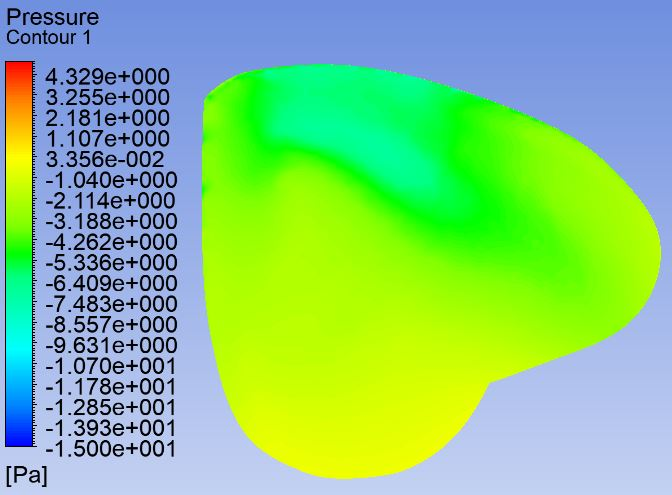 Pressure
Contour 1
4.329e+000
3.255e+000
2.181e+000
1.107e+000
3.356e-002
-1.040e+000
-2.114e+000
-3.188e+000
-4.262e+000
-5.336e+000
-6.409e+000
-7.483e+000
-8.557e+000
-9.631e+000
-1.070e+001
-1.178e+001
-1.285e+001
-1.393e+001
-1.500e+001
[Pa]